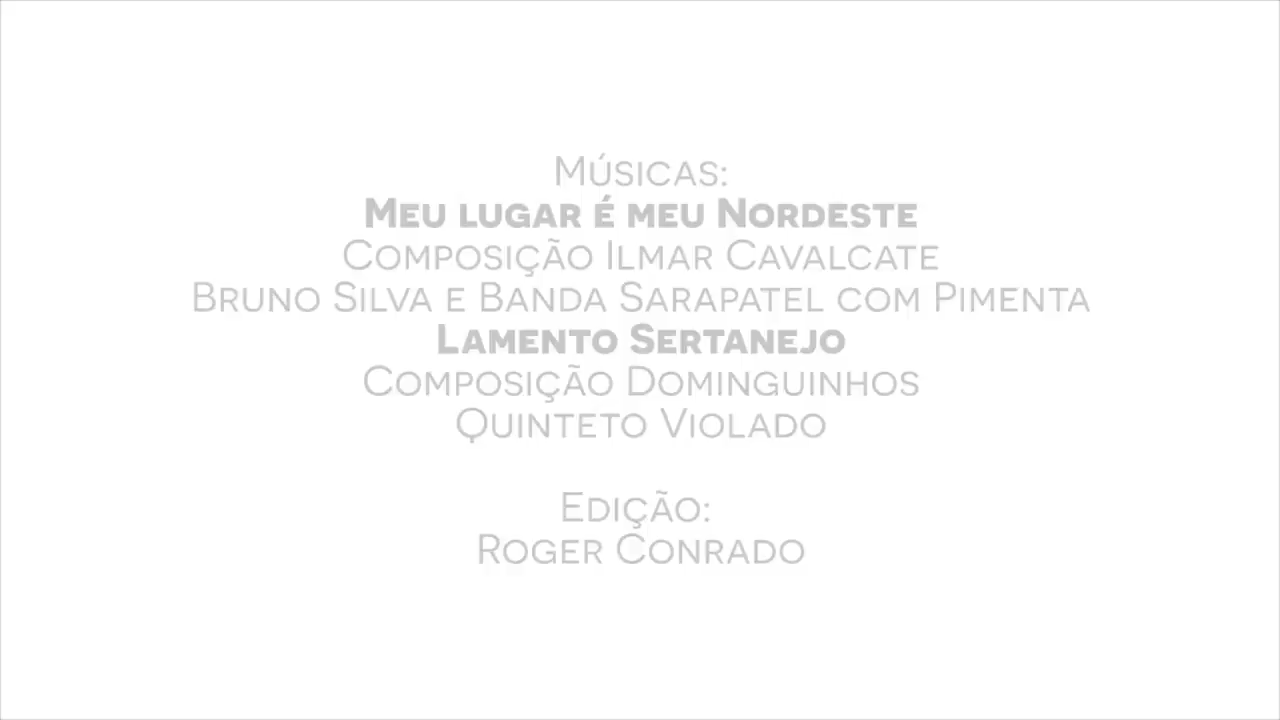 Músicas:
Meu lugar é meu Nordeste
Composição Ilmar Cavalcate
Bruno Silva e Banda Sarapatel com Pimenta
Lamento Sertanejo
Composição Dominguinhos
Quinteto Violado
Edição:
Roger Conrado